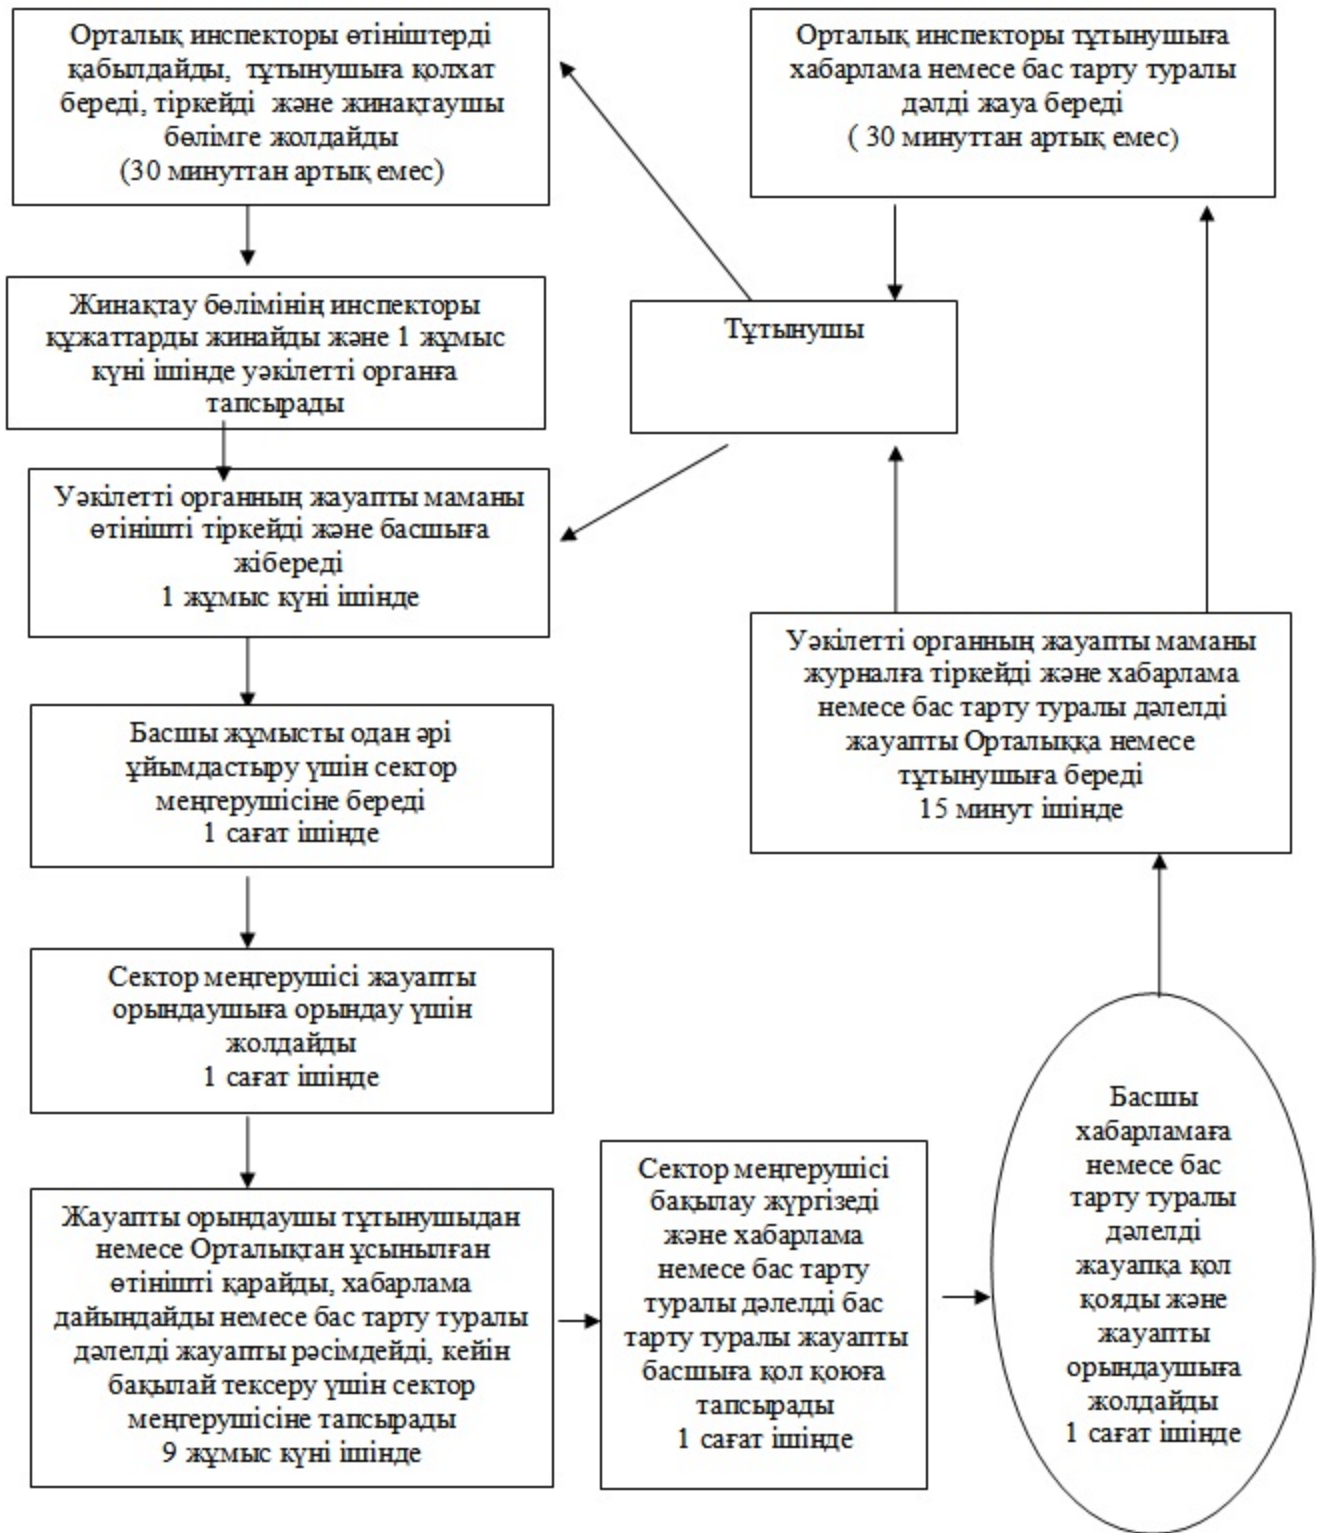 Орталық инспекторы өтініштерді
қабылдайды, тұтынушыға қолхат
береді, тіркейді және жинақтаушы
бөлімге жолдайды
(30 минуттан артық емес)
Орталық инспекторы тұтынушыға
хабарлама немесе бас тарту туралы
дәлді жауа береді
( 30 минуттан артық емес)
Жинақтау бөлімінің инспекторы
құжаттарды жинайды және 1 жұмыс
күні ішінде уәкілетті органға
тапсырады
Тұтынушы
Уәкілетті органның жауапты маманы
өтінішті тіркейді және басшыға
жібереді
1 жұмыс күні ішінде
Уәкілетті органның жауапты маманы
журналға тіркейді және хабарлама
немесе бас тарту туралы дәлелді
жауапты Орталыққа немесе
тұтынушыға береді
15 минут ішінде
Басшы жұмысты одан әрі
ұйымдастыру үшін сектор
меңгерушісіне береді
1 сағат ішінде
Сектор меңгерушісі жауапты
орындаушыға орындау үшін
жолдайды
1 сағат ішінде
Жауапты орындаушы тұтынушыдан
немесе Орталықтан ұсынылған
өтінішті қарайды, хабарлама
дайындайды немесе бас тарту туралы
дәлелді жауапты рәсімдейді, кейін
бақылай тексеру үшін сектор
меңгерушісіне тапсырады
9 жұмыс күні ішінде
Сектор меңгерушісі
бақылау жүргізеді
және хабарлама
немесе бас тарту
туралы дәлелді бас
тарту туралы жауапты
басшыға қол қоюға
тапсырады
1 сағат ішінде
Басшы
хабарламаға
немесе бас
тарту туралы
дәлелді
жауапқа қол
қояды және
жауапты
орындаушыға
жолдайды
1 сағат ішінде